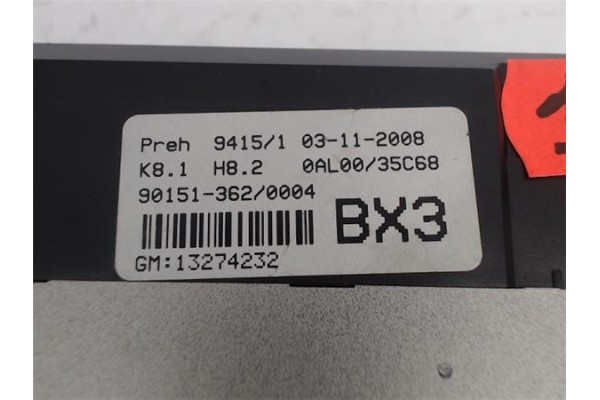 Preh 9415/1 03-11-2008
K8.1 H8.2 0AL00/35C68
90151-362/0004
BX3
GM:13274232